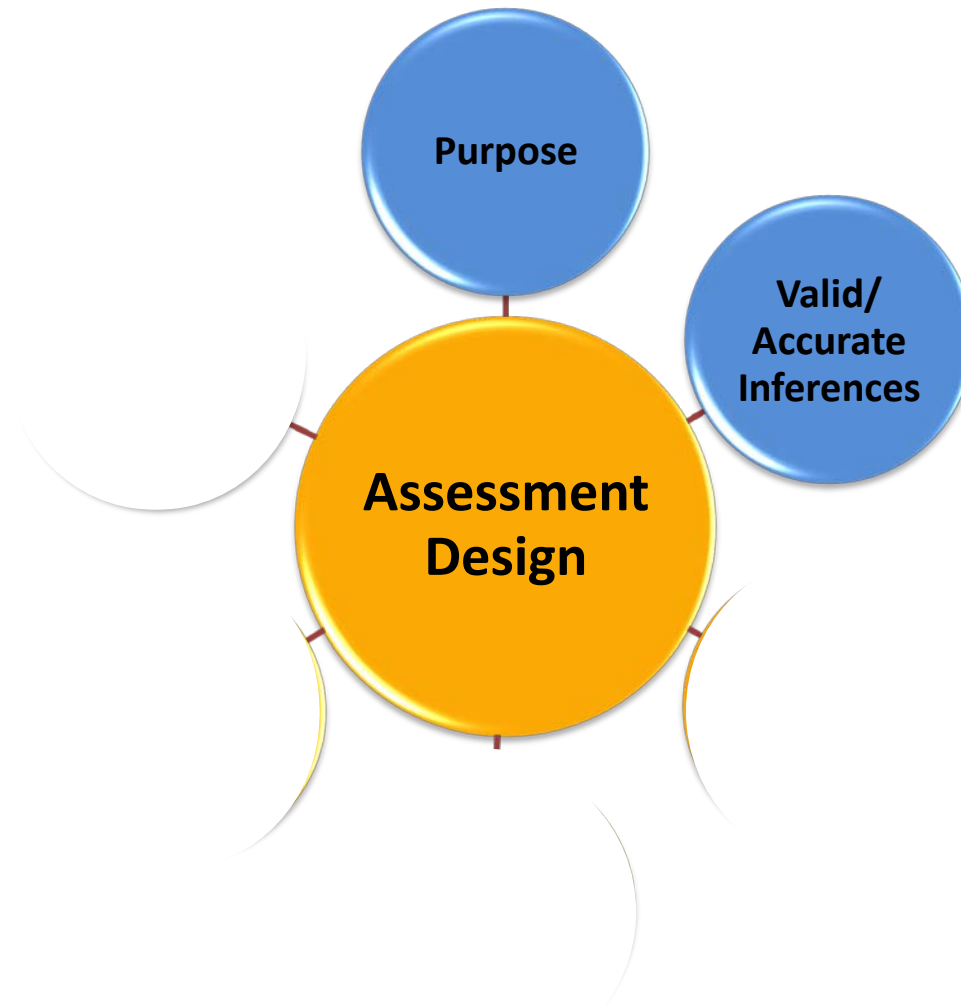 Purpose
Valid/
Accurate
Inferences
Assessment
Design